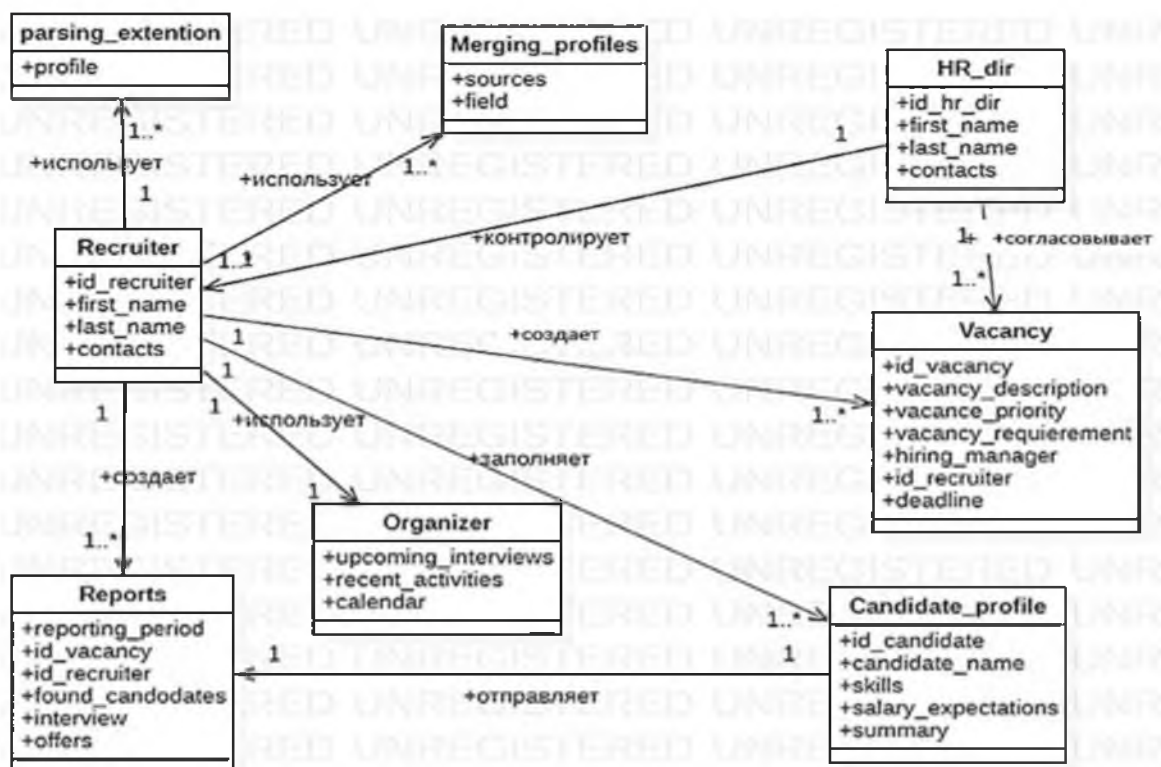 parsing_extention
+profile
Merging_profiles
+sources
+field
HR_dir
+id_hr_dir
+first_name
+last_name
+contacts
1..*
+использует
1
+использует
1..*
1
+контролирует
1..1
1
+согласовывает
1..*
Recruiter
+id_recruiter
+first_name
+last_name
+contacts
1
+создает
1..*
Vacancy
+id_vacancy
+vacancy_description
+vacance_priority
+vacancy_requierement
+hiring_manager
+id_recruiter
+deadline
1
+заполняет
1..*
1
+использует
1
1
+создает
1..*
Organizer
+upcoming_interviews
+recent_activities
+calendar
Reports
+reporting_period
+id_vacancy
+id_recruiter
+found_candodates
+interview
+offers
1
+отправляет
1
Candidate_profile
+id_candidate
+candidate_name
+skills
+salary_expectations
+summary
UNREGISTERED